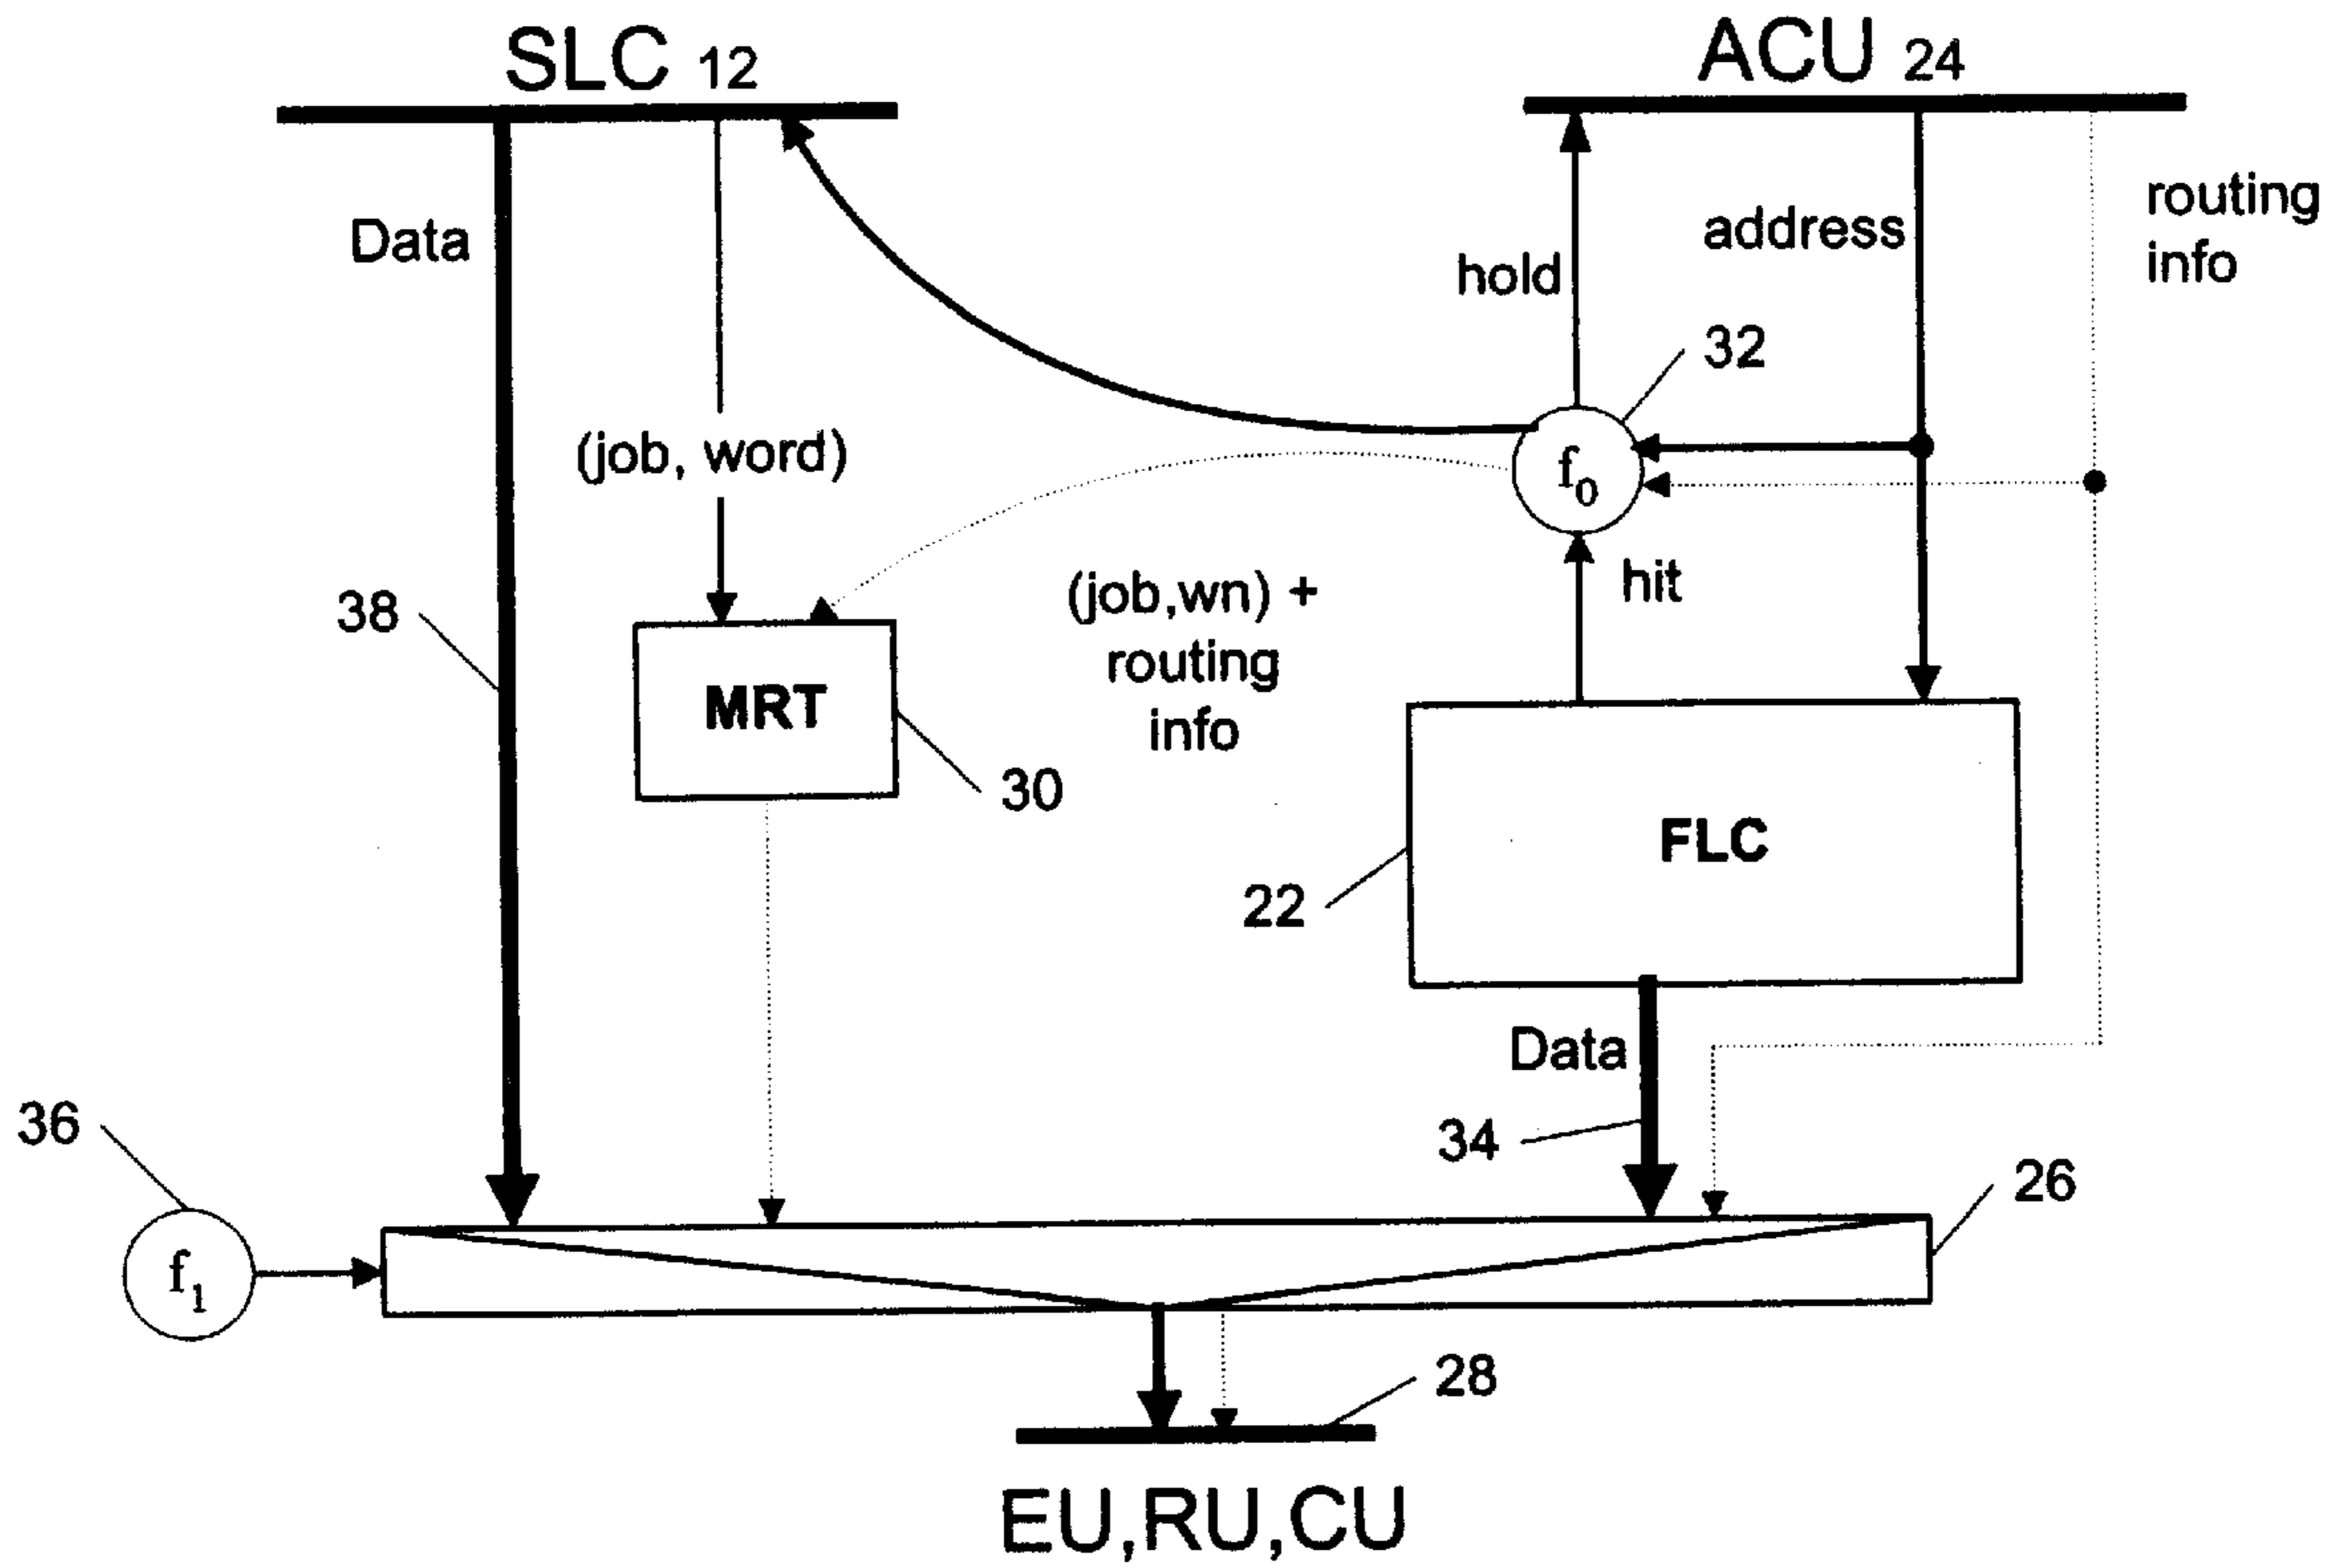 SLC 12
ACU 24
Data
address
routing
info
hold
32
(job, word)
f0
38
(job,wn) +
routing
info
hit
MRT
30
FLC
22
Data
34
36
26
f1
28
EU,RU,CU